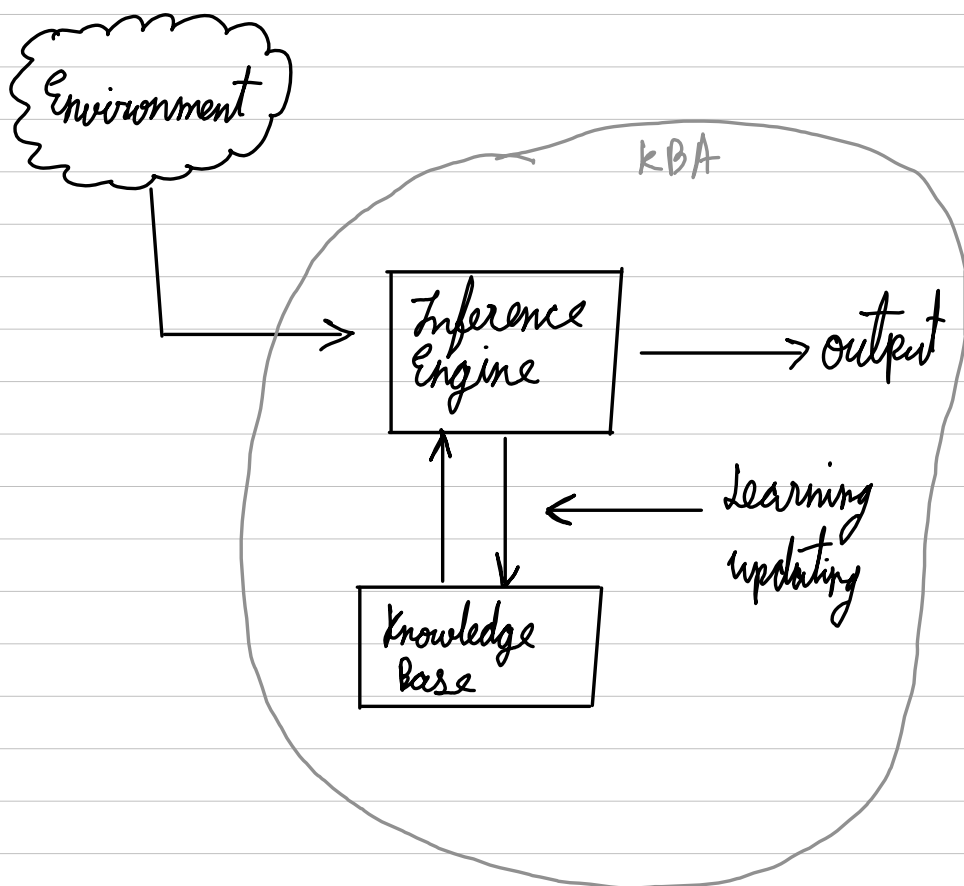 Environment
KBA
Inference
Engine
output
Learning
updating
Knowledge
Base